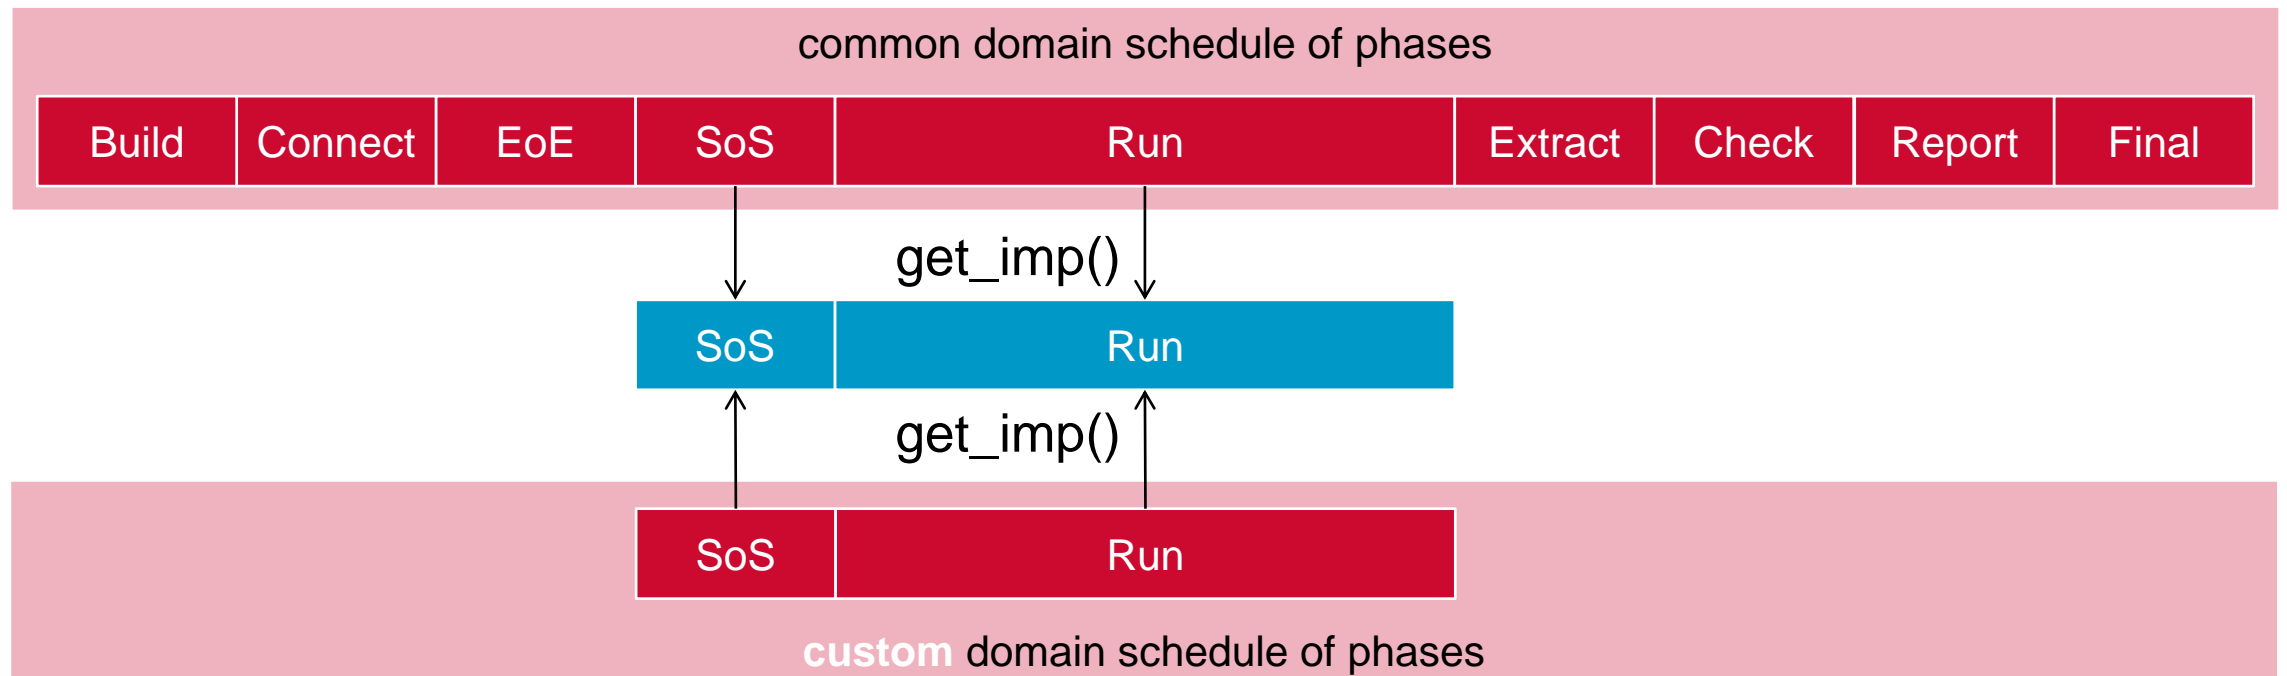 common domain schedule of phases
Build Connect EoE SoS Run Extract Check Report Final
get_imp()
SoS Run
get_imp()
SoS Run
custom domain schedule of phases